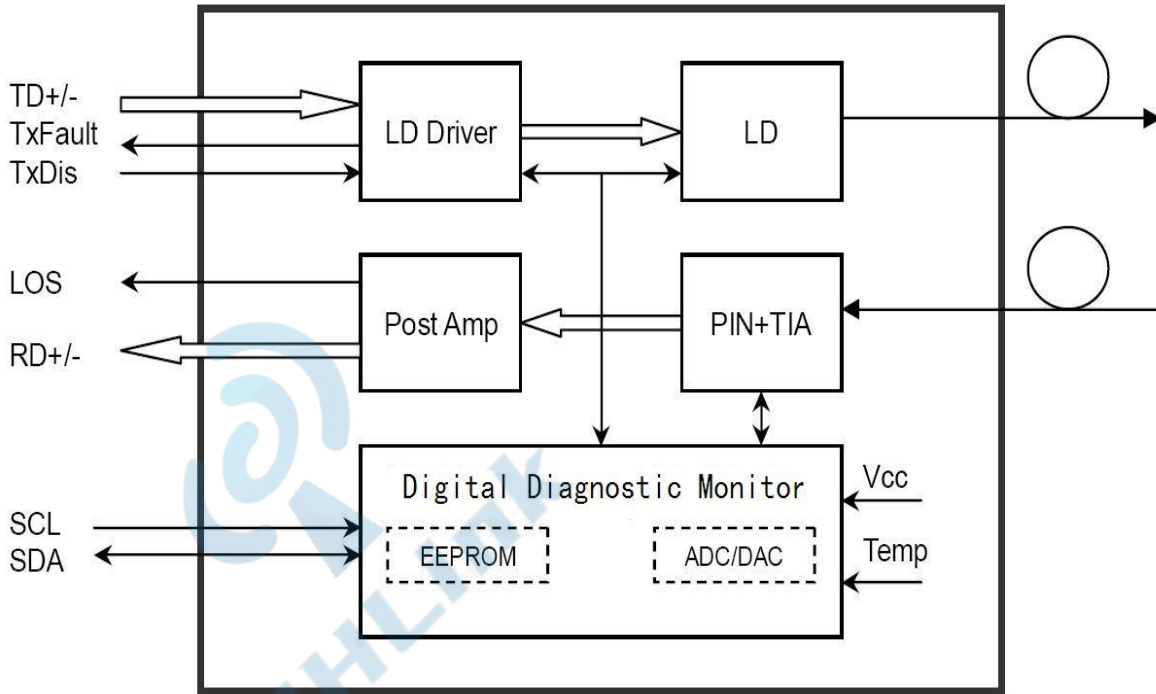 TD+/-
TxFault
TxDis
LD Driver
LD
LOS
RD+/-
Post Amp
PIN+TIA
Digital Diagnostic Monitor
EEPROM
ADC/DAC
SCL
SDA
Vcc
Temp